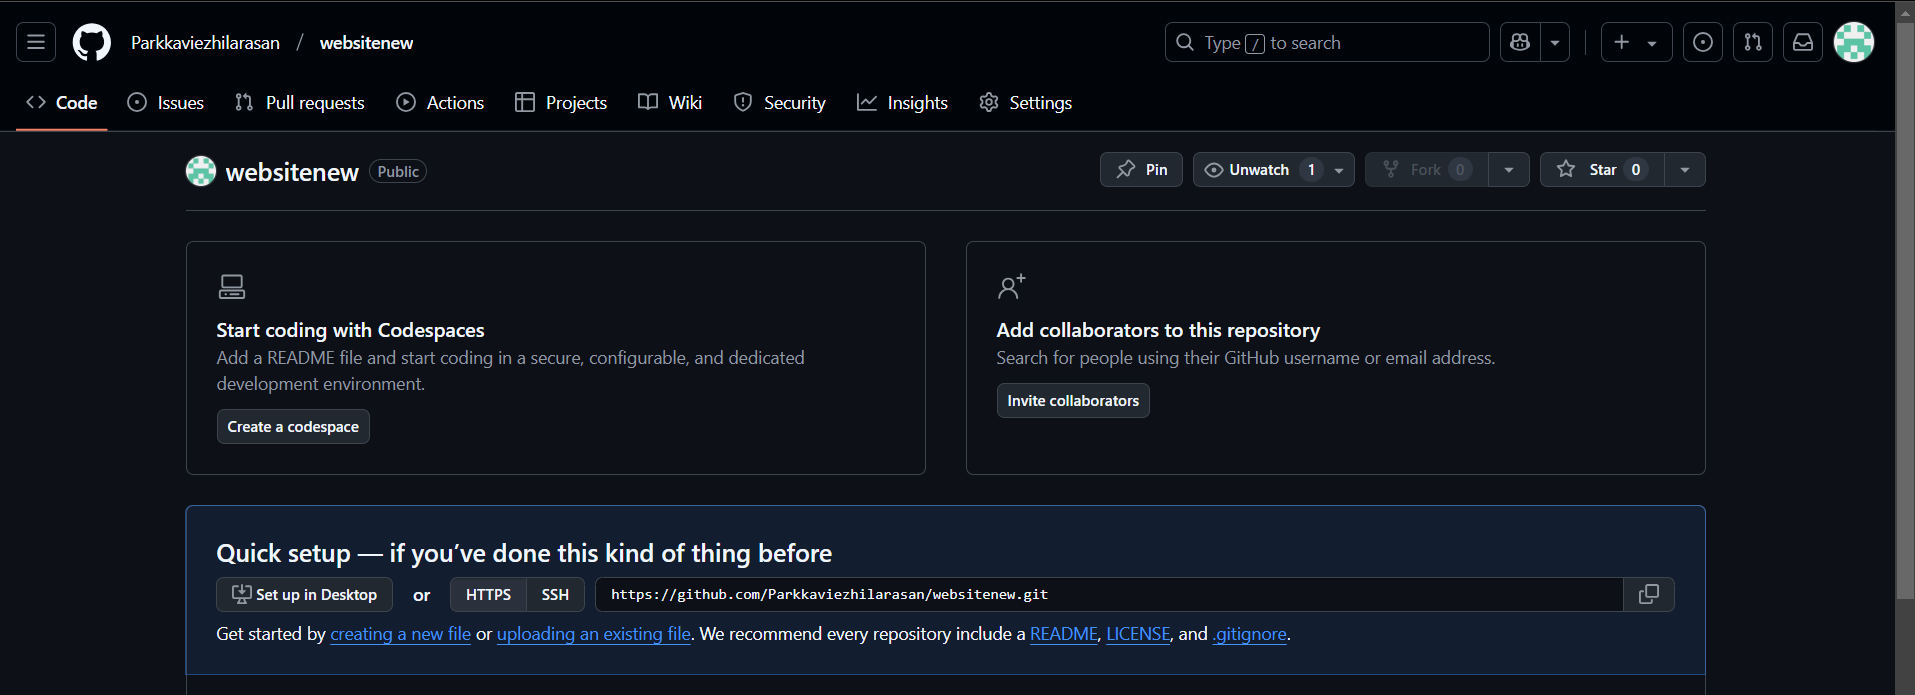 Parkkaviezhilarasan / websitenew
Type / to search
Code Issues Pull requests Actions Projects Wiki Security Insights Settings
websitenew Public
Pin Unwatch 1 Fork 0 Star 0
Start coding with Codespaces
Add a README file and start coding in a secure, configurable, and dedicated
development environment.
Create a codespace
Add collaborators to this repository
Search for people using their GitHub username or email address.
Invite collaborators
Quick setup — if you’ve done this kind of thing before
Set up in Desktop or HTTPS SSH https://github.com/Parkkaviezhilarasan/websitenew.git
Get started by creating a new file or uploading an existing file. We recommend every repository include a README, LICENSE, and .gitignore.